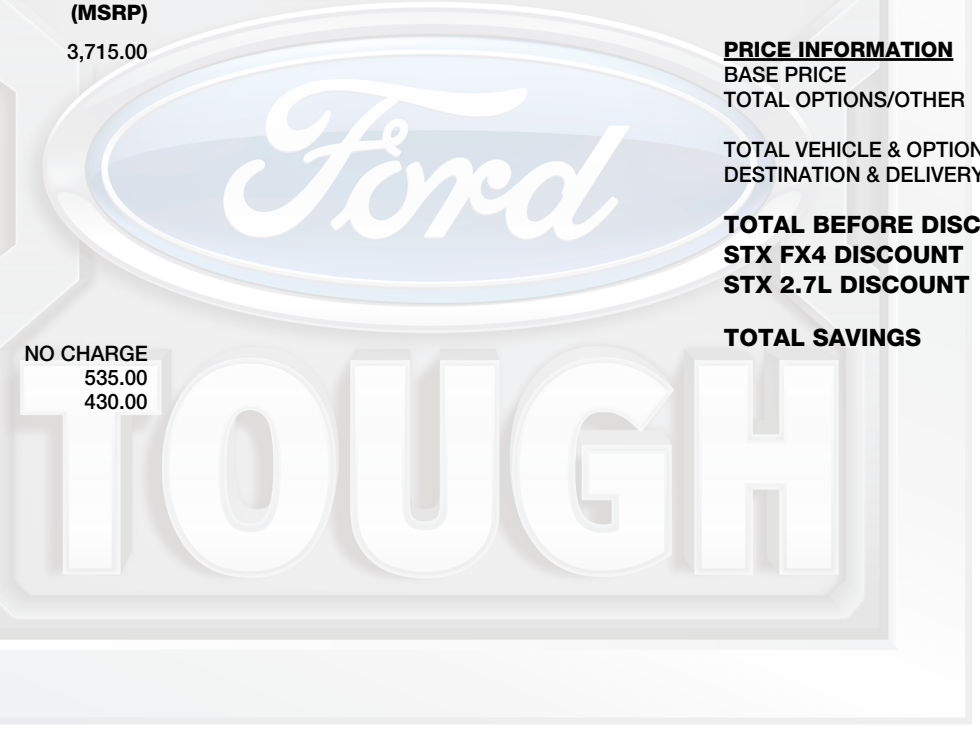 (MSRP)
3,715.00
NO CHARGE
535.00
430.00
PRICE INFORMATION
BASE PRICE
TOTAL OPTIONS/OTHER
TOTAL VEHICLE & OPTION
DESTINATION & DELIVERY
TOTAL BEFORE DISC
STX FX4 DISCOUNT
STX 2.7L DISCOUNT
TOTAL SAVINGS
Ford
TOUGH